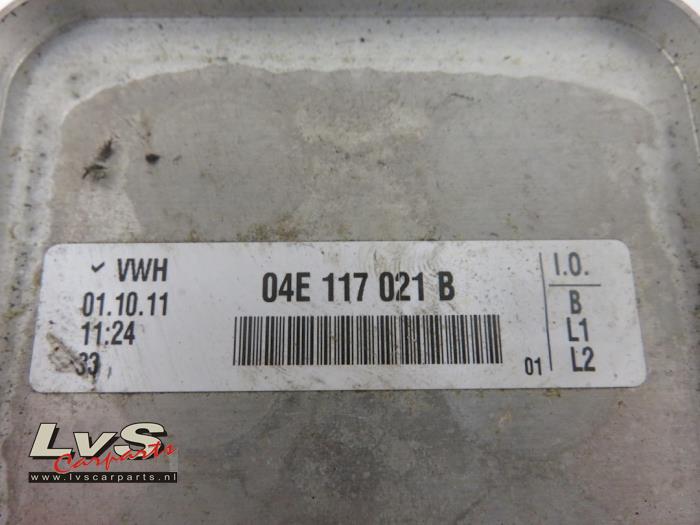 VWH
01.10.11
11:24
33
04E 117 021 B
01
I.O.
B
L1
L2
LvS
Carparts
www.lvscarparts.nl